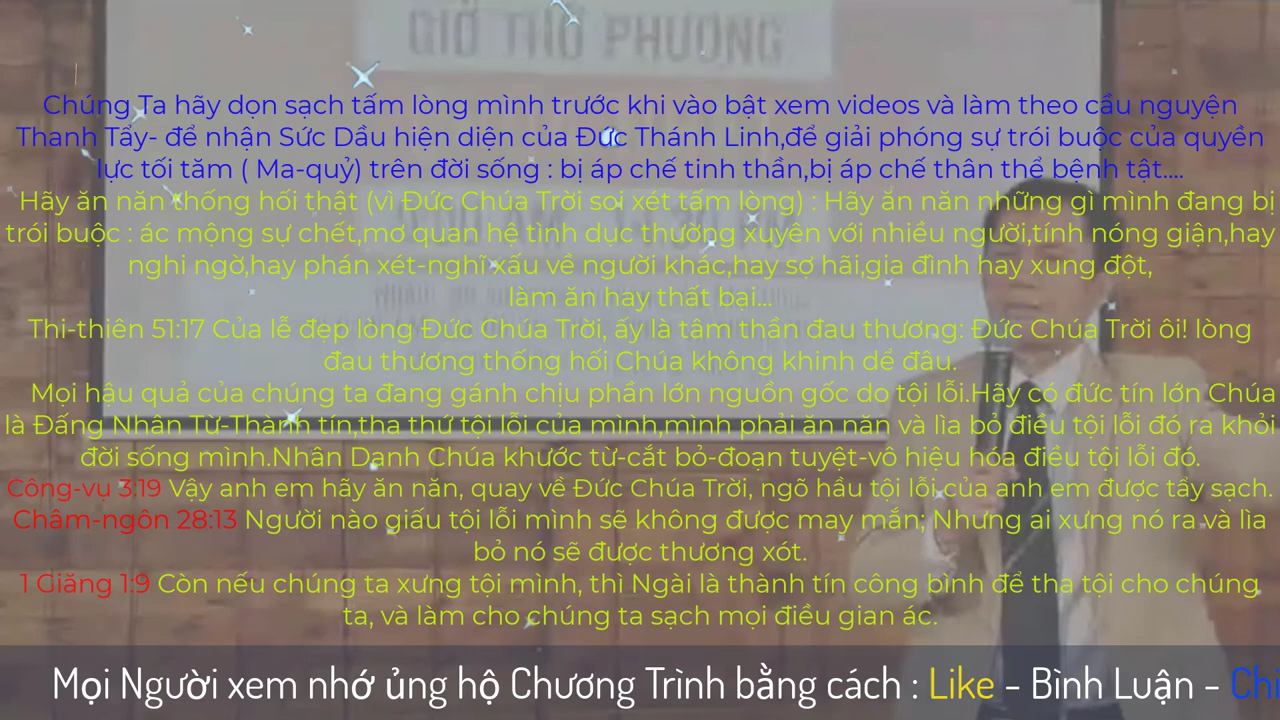 GIỜ THỜ PHƯỢNG
Chúng Ta hãy dọn sạch tấm lòng mình trước khi vào bật xem videos và làm theo cầu nguyện
Thanh Tẩy- để nhận Sức Dầu hiện diện của Đức Thánh Linh,để giải phóng sự trói buộc của quyền
lực tối tăm ( Ma-quỷ) trên đời sống : bị áp chế tinh thần,bị áp chế thân thể bệnh tật....
Hãy ăn năn thống hối thật (vì Đức Chúa Trời soi xét tấm lòng) : Hãy ăn năn những gì mình đang bị
trói buộc : ác mộng sự chết,mơ quan hệ tình dục thường xuyên với nhiều người,tính nóng giận,hay
nghi ngờ,hay phán xét-nghĩ xấu về người khác,hay sợ hãi,gia đình hay xung đột,
làm ăn hay thất bại...
Thi-thiên 51:17 Của lễ đẹp lòng Đức Chúa Trời, ấy là tâm thần đau thương: Đức Chúa Trời ôi! lòng
đau thương thống hối Chúa không khinh dể đâu.
Mọi hậu quả của chúng ta đang gánh chịu phần lớn nguồn gốc do tội lỗi.Hãy có đức tín lớn Chúa
là Đấng Nhân Từ-Thành tín,tha thứ tội lỗi của mình,mình phải ăn năn và lìa bỏ điều tội lỗi đó ra khỏi
đời sống mình.Nhân Danh Chúa khước từ-cắt bỏ-đoạn tuyệt-vô hiệu hóa điều tội lỗi đó.
Công-vụ 3:19 Vậy anh em hãy ăn năn, quay về Đức Chúa Trời, ngõ hầu tội lỗi của anh em được tẩy sạch.
Châm-ngôn 28:13 Người nào giấu tội lỗi mình sẽ không được may mắn; Nhưng ai xưng nó ra và lìa
bỏ nó sẽ được thương xót.
1 Giăng 1:9 Còn nếu chúng ta xưng tội mình, thì Ngài là thành tín công bình để tha tội cho chúng
ta, và làm cho chúng ta sạch mọi điều gian ác.
Mọi Người xem nhớ ủng hộ Chương Trình bằng cách : Like - Bình Luận -